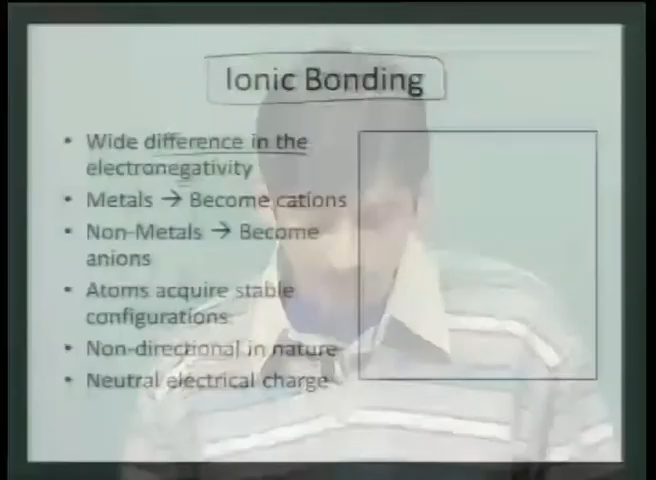 Ionic Bonding
• Wide difference in the
electronegativity
• Metals → Become cations
• Non-Metals → Become
anions
• Atoms acquire stable
configurations
• Non-directional in nature
• Neutral electrical charge